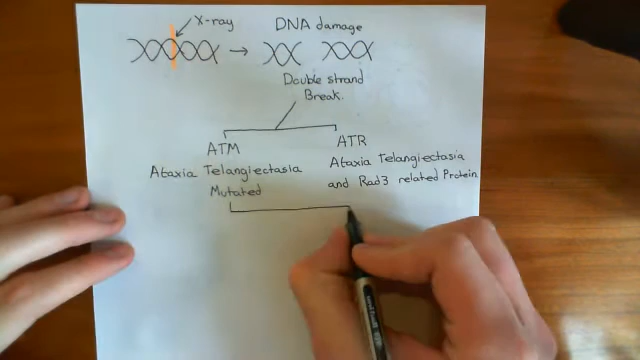 X-ray
DNA damage
Double strand
Break.
ATM
Ataxia Telangiectasia
Mutated
ATR
Ataxia Telangiectasia
and Rad3 related Protein